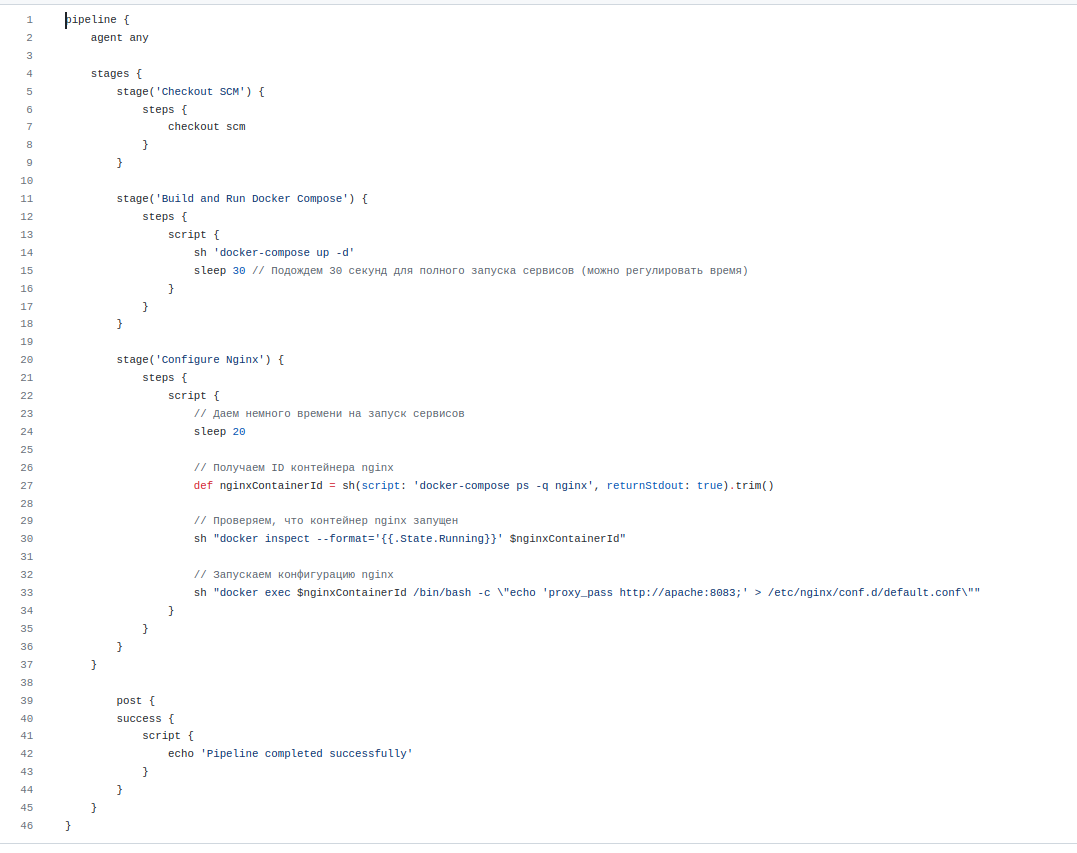 1 pipeline {
2     agent any
3
4     stages {
5         stage('Checkout SCM') {
6             steps {
7                 checkout scm
8             }
9         }
10
11         stage('Build and Run Docker Compose') {
12             steps {
13                 script {
14                     sh 'docker-compose up -d'
15                     sleep 30 // Подождем 30 секунд для полного запуска сервисов (можно регулировать время)
16                 }
17             }
18         }
19
20         stage('Configure Nginx') {
21             steps {
22                 script {
23                     // Даем немного времени на запуск сервисов
24                     sleep 20
25
26                     // Получаем ID контейнера nginx
27                     def nginxContainerId = sh(script: 'docker-compose ps -q nginx', returnStdout: true).trim()
28
29                     // Проверяем, что контейнер nginx запущен
30                     sh "docker inspect --format='{{.State.Running}}' $nginxContainerId"
31
32                     // Запускаем конфигурацию nginx
33                     sh "docker exec $nginxContainerId /bin/bash -c \"echo 'proxy_pass http://apache:8083;' > /etc/nginx/conf.d/default.conf\""
34                 }
35             }
36         }
37     }
38
39         post {
40         success {
41             script {
42                 echo 'Pipeline completed successfully'
43             }
44         }
45     }
46 }